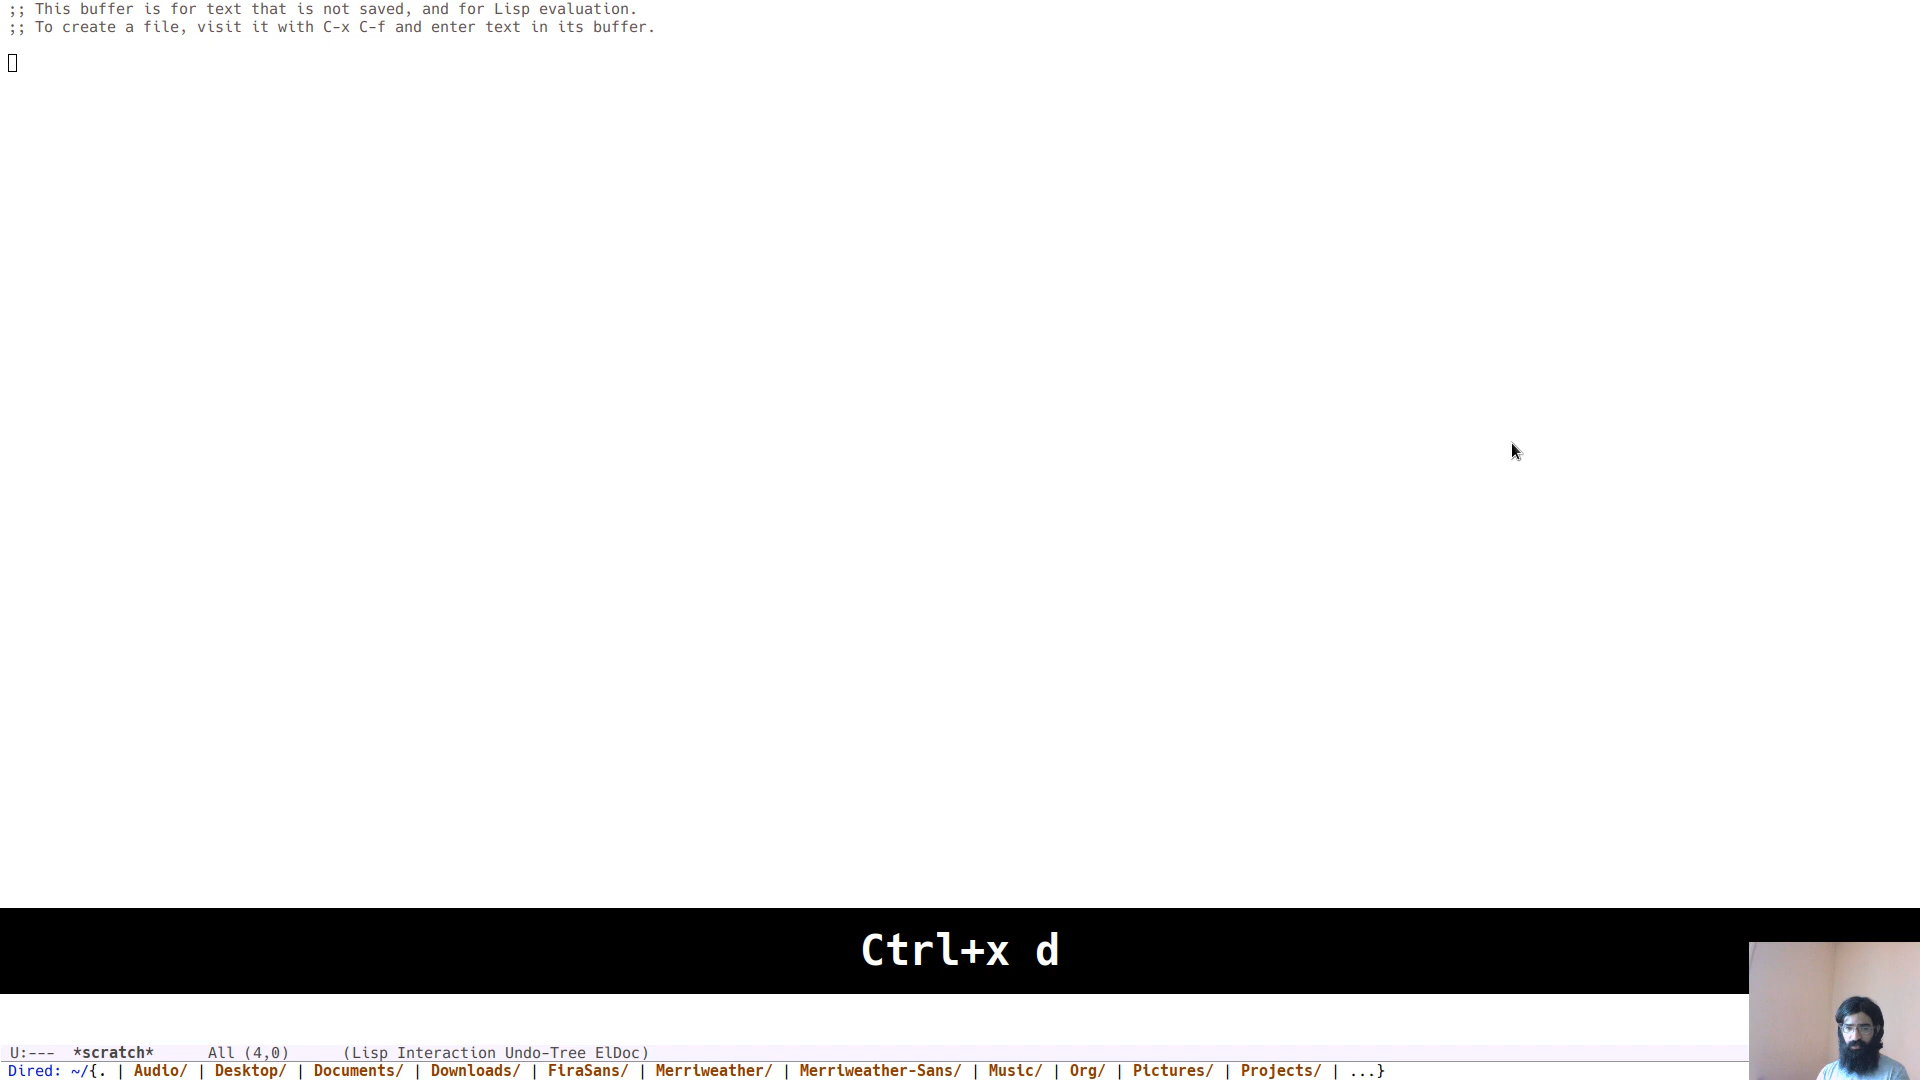 ;; This buffer is for text that is not saved, and for Lisp evaluation.
;; To create a file, visit it with C-x C-f and enter text in its buffer.
Ctrl+x d
U:---  *scratch*      All (4,0)      (Lisp Interaction Undo-Tree ElDoc)
Dired: ~/{. | Audio/ | Desktop/ | Documents/ | Downloads/ | FiraSans/ | Merriweather/ | Merriweather-Sans/ | Music/ | Org/ | Pictures/ | Projects/ | ...}